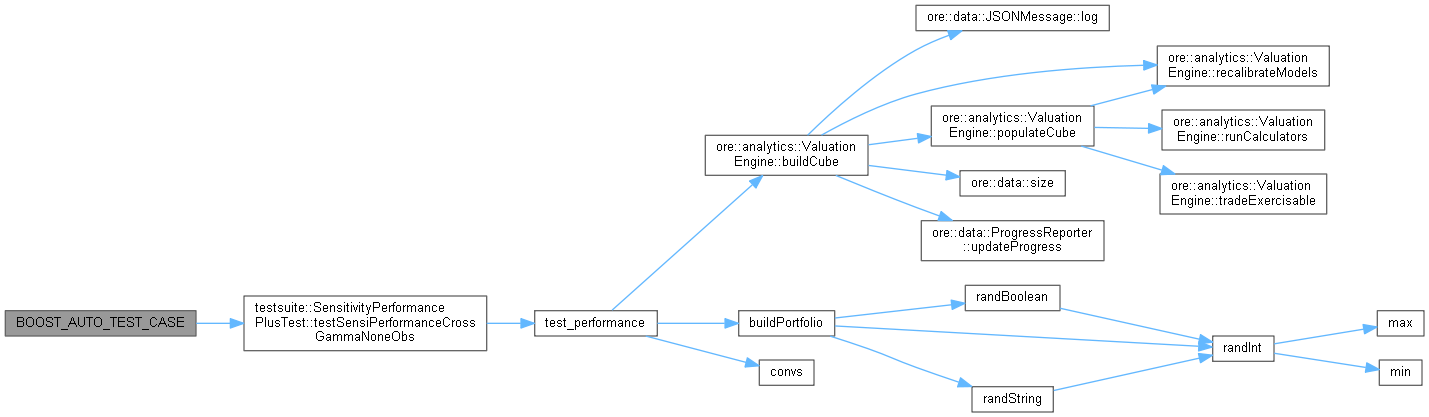 ore::data::JSONMessage::log
ore::analytics::Valuation
Engine::recalibrateModels
ore::analytics::Valuation
Engine::populateCube
ore::analytics::Valuation
Engine::runCalculators
ore::analytics::Valuation
Engine::buildCube
ore::data::size
ore::analytics::Valuation
Engine::tradeExercisable
ore::data::ProgressReporter
::updateProgress
BOOST_AUTO_TEST_CASE
testsuite::SensitivityPerformance
PlusTest::testSensiPerformanceCross
GammaNoneObs
test_performance
buildPortfolio
convs
randBoolean
randString
randInt
max
min